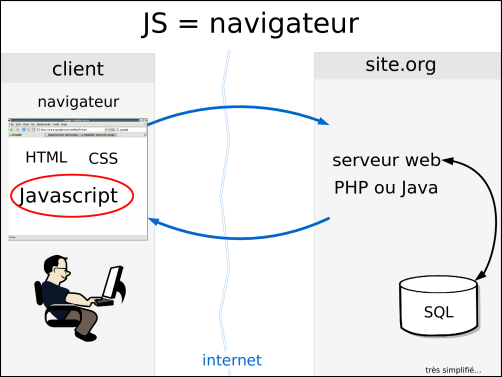 JS = navigateur
client
navigateur
HTML CSS
Javascript
site.org
serveur web
PHP ou Java
SQL
internet
très simplifié...